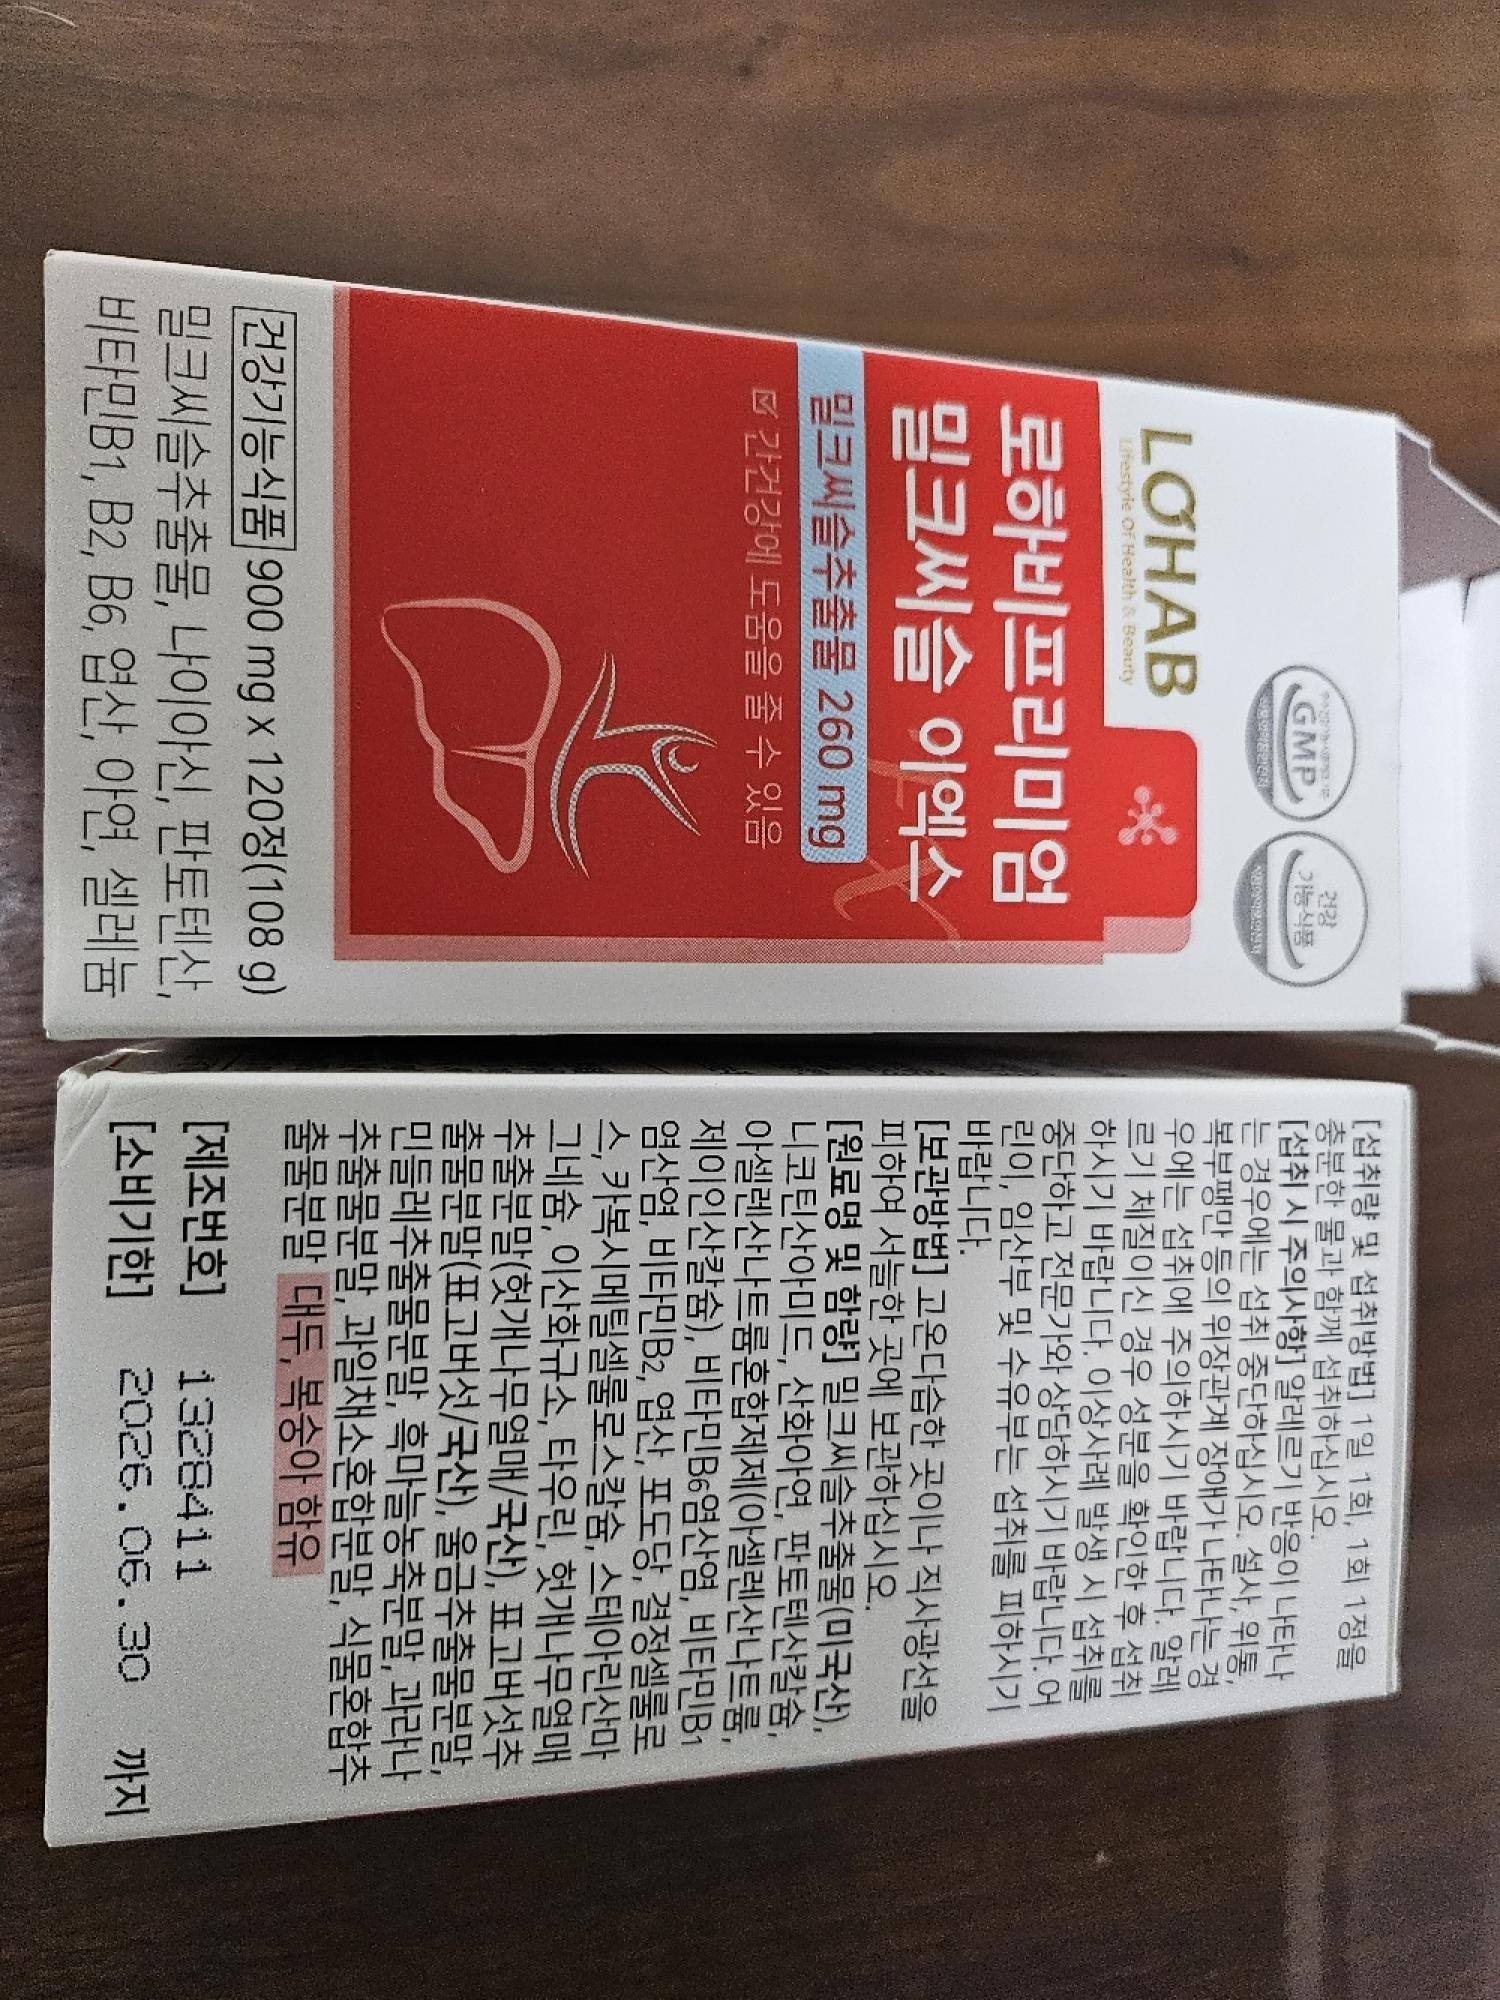 LOHAB
Lifestyle Of Health & Beauty
GMP
건강
기능식품
로하비프리미엄
밀크씨슬 이엑스
밀크씨슬추출물 260 mg
간건강에 도움을 줄 수 있음
건강기능식품 900 mg x 120정(108 g)
밀크씨슬추출물, 나이아신, 판토텐산,
비타민B1, B2, B6, 엽산, 아연, 셀레늄
[섭취량 및 섭취방법] 1일 1회, 1회 1정을
충분한 물과 함께 섭취하십시오.
[섭취 시 주의사항] 알레르기 반응이 나타나
는 경우에는 섭취 중단하십시오. 설사, 위통,
복부팽만 등의 위장관계 장애가 나타나는 경
우에는 섭취에 주의하시기 바랍니다. 알레
르기 체질이신 경우 성분을 확인한 후 섭취
하시기 바랍니다. 이상사례 발생 시 섭취를
중단하고 전문가와 상담하시기 바랍니다. 어
린이, 임산부 및 수유부는 섭취를 피하시기
바랍니다.
[보관방법] 고온다습한 곳이나 직사광선을
피하여 서늘한 곳에 보관하십시오.
[원료명 및 함량] 밀크씨슬추출물(미국산),
니코틴산아미드, 산화아연, 판토텐산칼슘,
아셀렌산나트륨혼합제제(아셀렌산나트륨,
제이인산칼슘), 비타민B6염산염, 비타민B1
염산염, 비타민B2, 엽산, 포도당, 결정셀룰로
스, 카복시메틸셀룰로스칼슘, 스테아린산마
그네슘, 이산화규소, 타우린, 헛개나무열매
추출분말(헛개나무열매/국산), 표고버섯추
출물분말(표고버섯/국산), 울금추출물분말,
민들레추출물분말, 흑마늘농축분말, 과라나
추출물분말, 과일채소혼합분말, 식물혼합추
출물분말 대두, 복숭아 함유
[제조번호] 1328411
[소비기한] 2026.06.30 까지